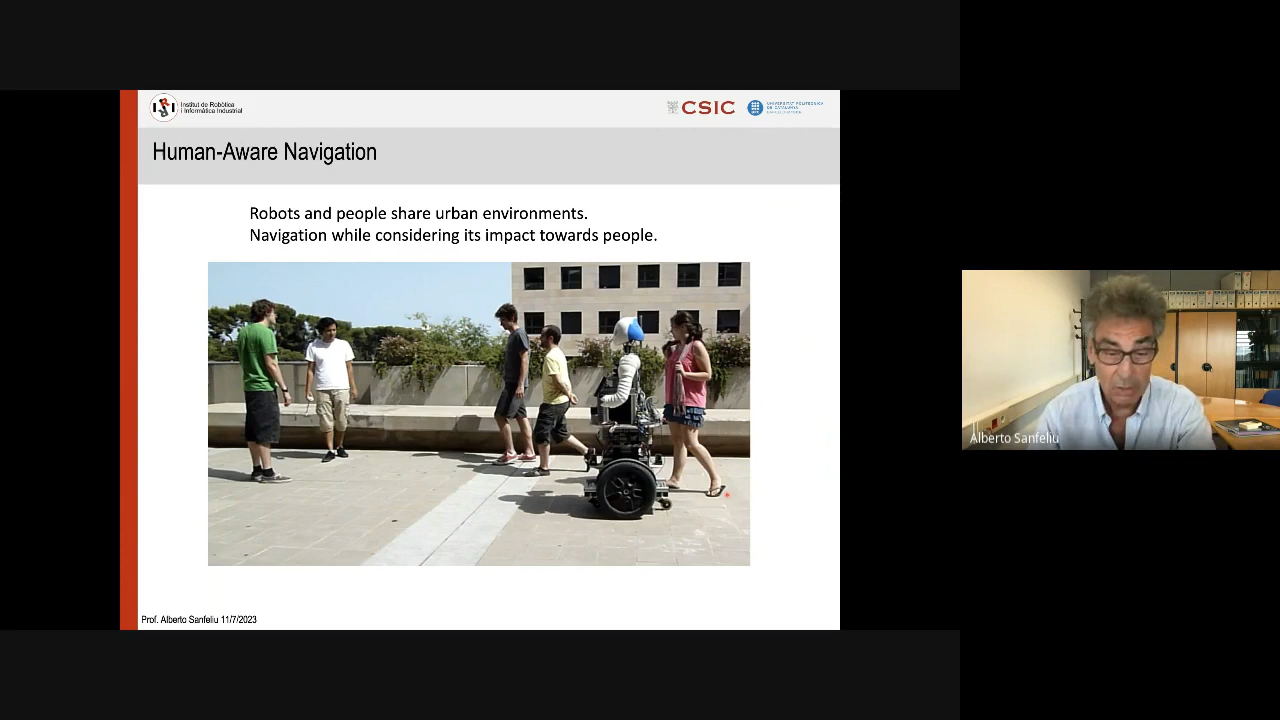 Institut de Robòtica
i Informàtica Industrial
CSIC
UNIVERSITAT POLITÈCNICA
DE CATALUNYA
BARCELONATECH
Human-Aware Navigation
Robots and people share urban environments.
Navigation while considering its impact towards people.
Alberto Sanfeliu
Prof. Alberto Sanfeliu 11/7/2023